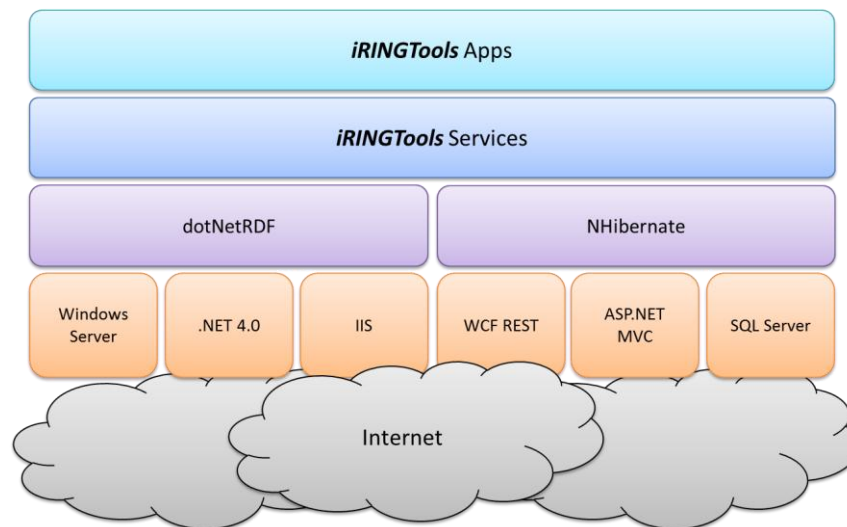 iRINGTools Apps
iRINGTools Services
dotNetRDF
NHibernate
Windows
Server
.NET 4.0
IIS
WCF REST
ASP.NET
MVC
SQL Server
Internet